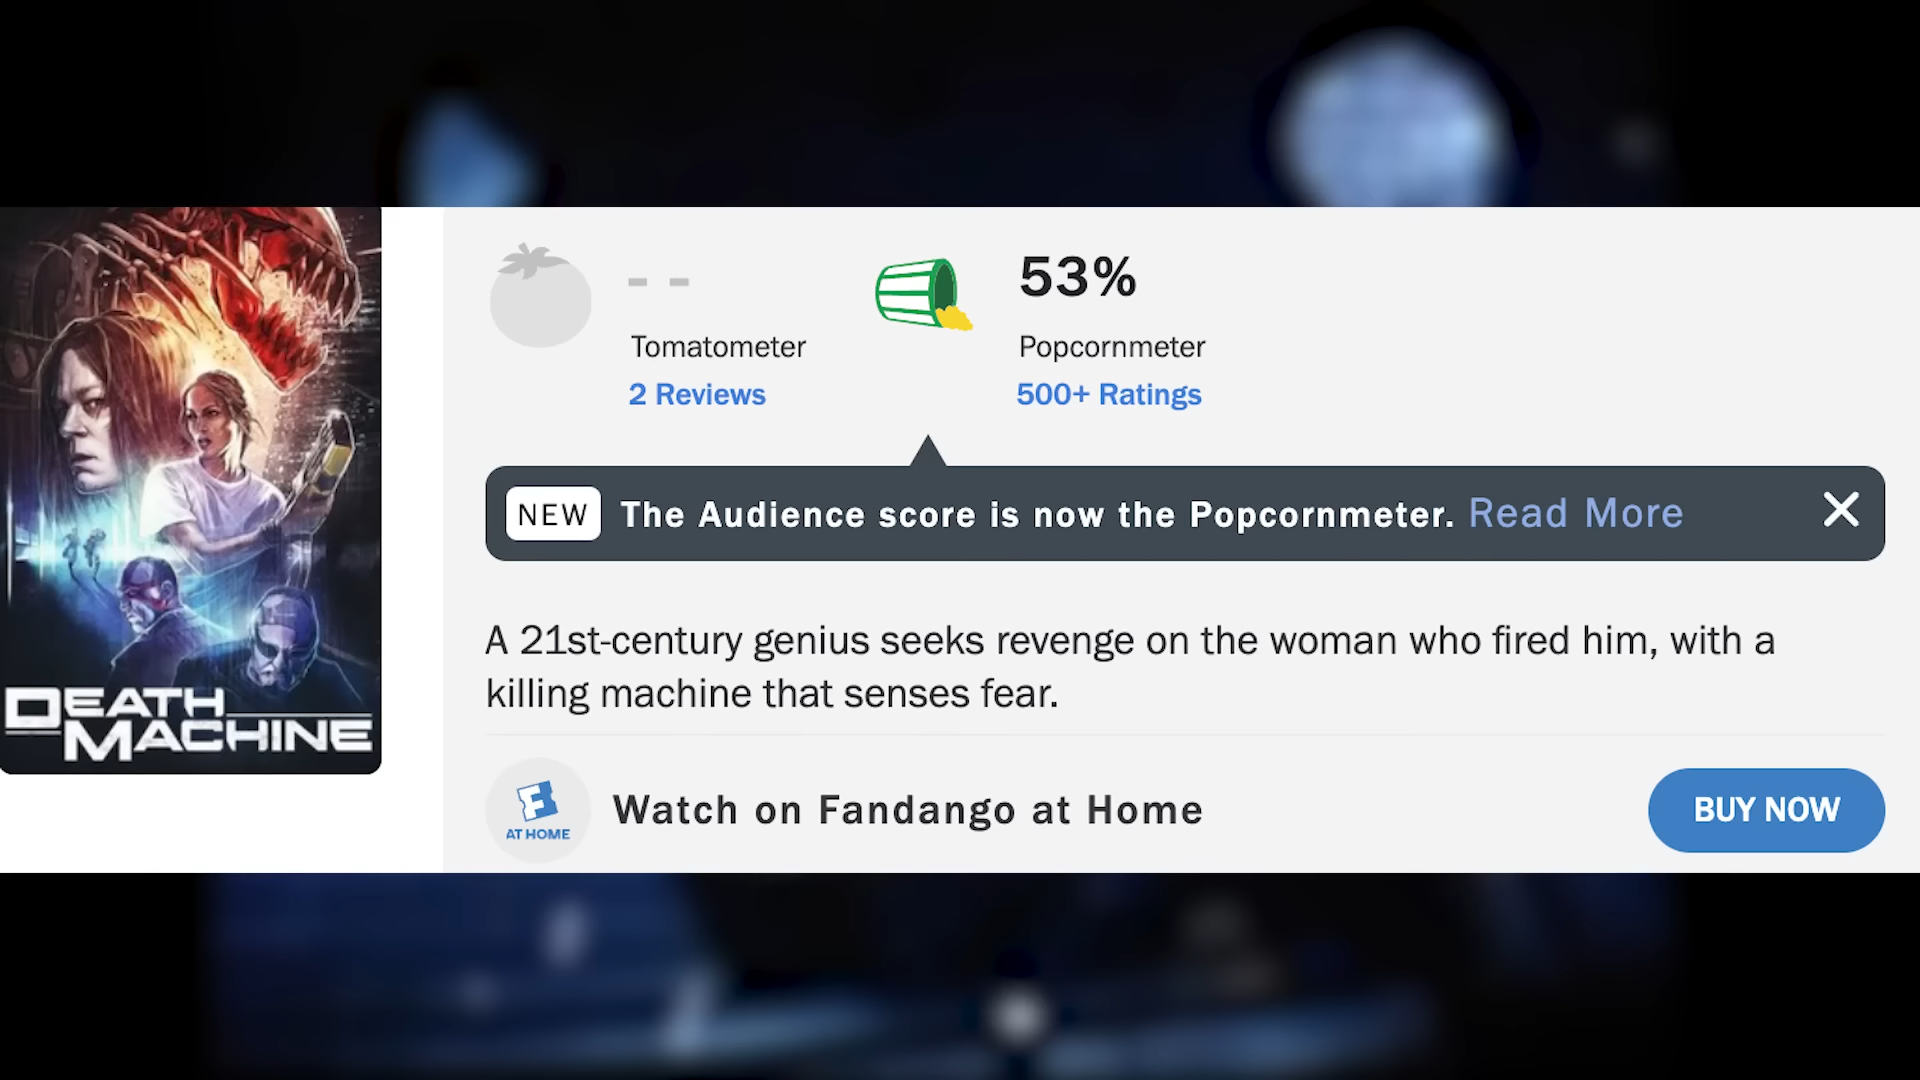 DEATH
MACHINE
- -
53%
Tomatometer
Popcornmeter
2 Reviews
500+ Ratings
NEW The Audience score is now the Popcornmeter. Read More
A 21st-century genius seeks revenge on the woman who fired him, with a
killing machine that senses fear.
F
AT HOME
Watch on Fandango at Home
BUY NOW